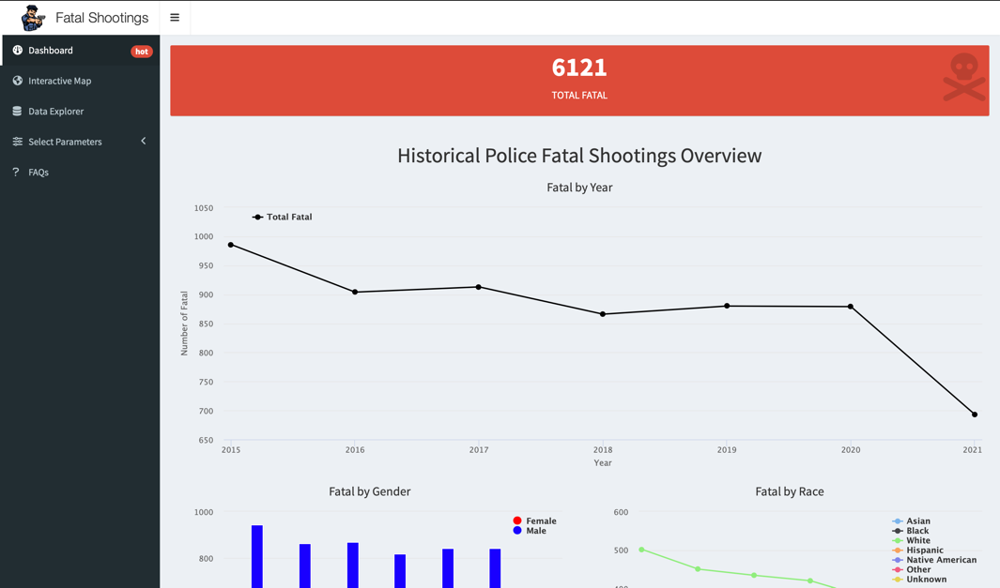 Fatal Shootings
Dashboard
hot
Interactive Map
Data Explorer
Select Parameters
? FAQs
6121
TOTAL FATAL
Historical Police Fatal Shootings Overview
Fatal by Year
Total Fatal
Number of Fatal
1050
1000
950
900
850
800
750
700
650
2015 2016 2017 2018 2019 2020 2021
Year
Fatal by Gender
1000
800
Female
Male
Fatal by Race
600
500
Asian
Black
White
Hispanic
Native American
Other
Unknown